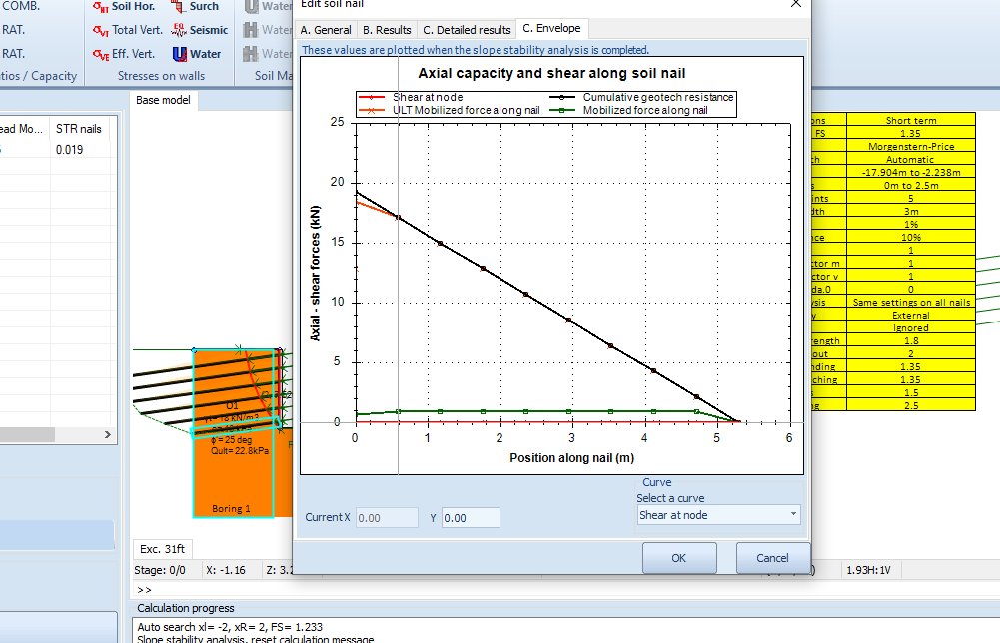 COMB.
Soil Hor.
Surch
Water
RAT.
Total Vert.
Seismic
Water
RAT.
Eff. Vert.
Water
Water
tios / Capacity
Stresses on walls
Soil Ma
Edit soil nail
A. General
B. Results
C. Detailed results
C. Envelope
These values are plotted when the slope stability analysis is completed.
Axial capacity and shear along soil nail
Shear at node
Cumulative geotech resistance
ULT Mobilized force along nail
Mobilized force along nail
25
20
15
10
5
0
Axial - shear forces (kN)
0 1 2 3 4 5 6
Position along nail (m)
Curve
Select a curve
Current X 0.00
Y 0.00
Shear at node
OK
Cancel
Base model
ead Mo...
STR nails
0.019
ons Short term
FS 1.35
Morgenstern-Price
ch Automatic
-17.904m to -2.238m
s 0m to 2.5m
ints 5
dth 3m
1%
nce 10%
1
ctor m 1
ctor v 1
da.0 0
ysis Same settings on all nails
y External
Ignored
rength 1.8
out 2
nding 1.35
ching 1.35
s 1.5
g 2.5
O1
18 kN/m3
φ = 25 deg
Qult= 22.8kPa
Boring 1
Exc. 31ft
Stage: 0/0
X: -1.16
Z: 3.2
1.93H:1V
>>
Calculation progress
Auto search xl= -2, xR= 2, FS= 1.233
Slope stability analysis, reset calculation message